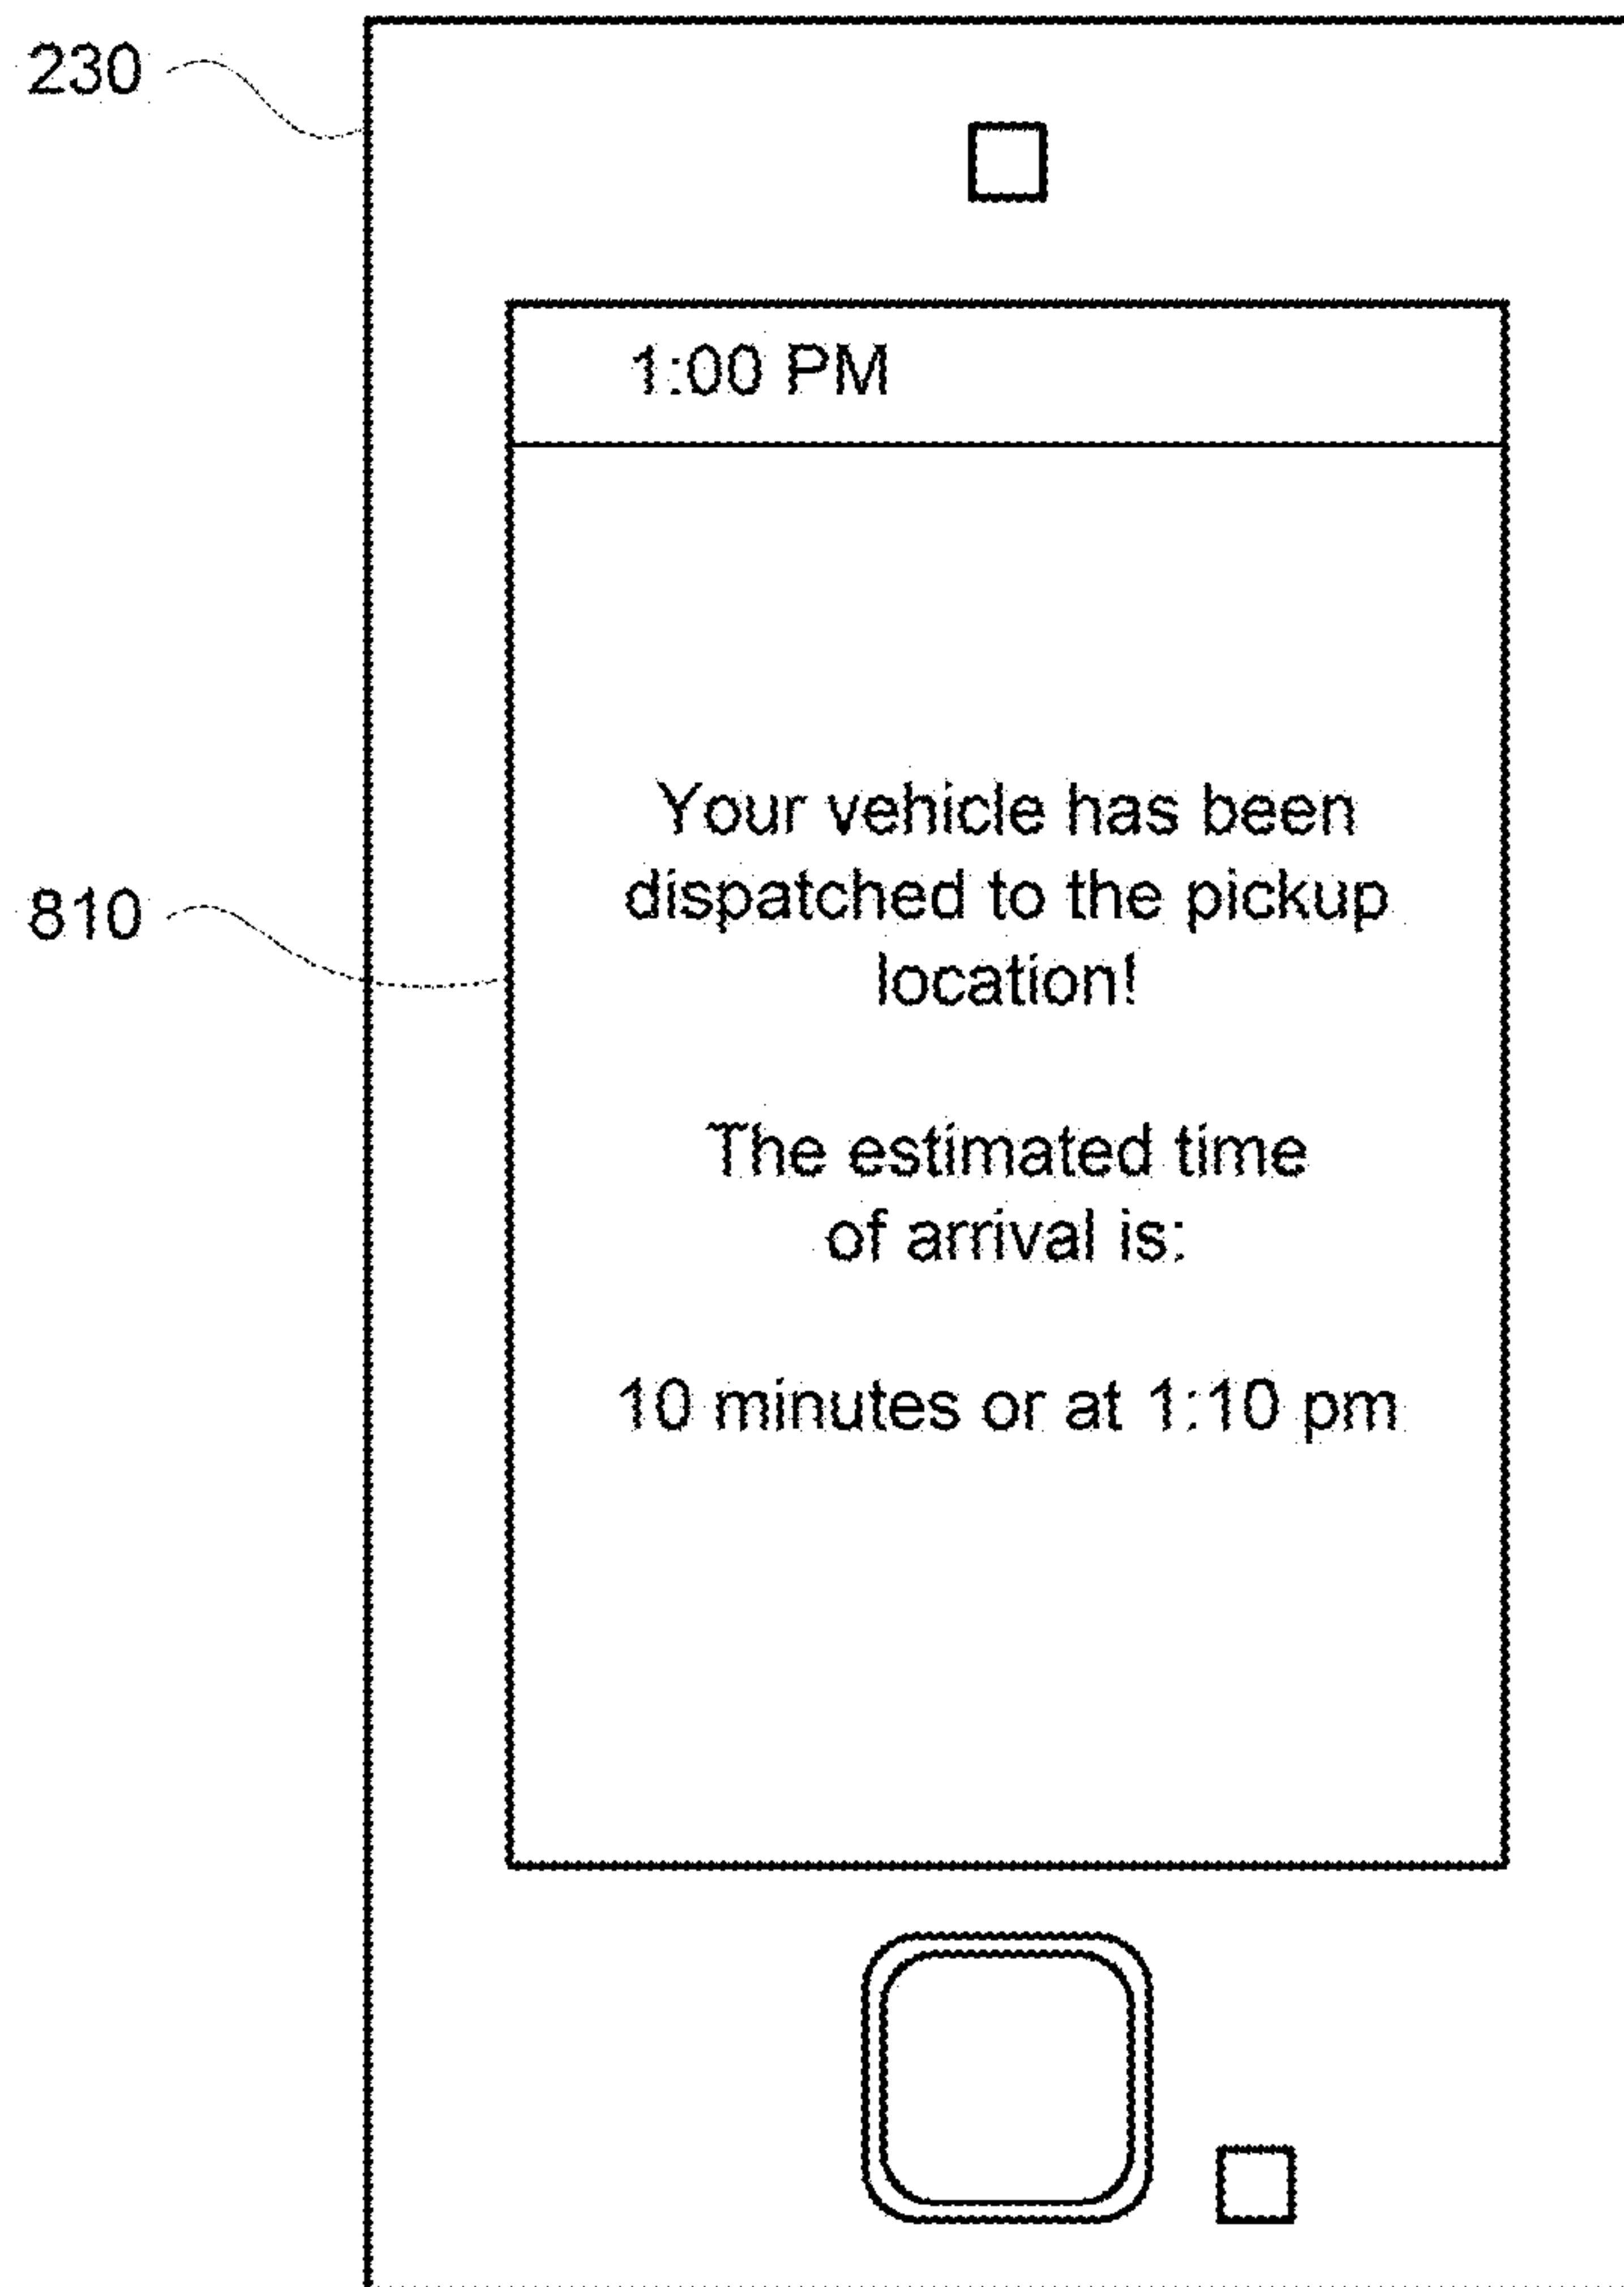 230
1:00 PM
810
Your vehicle has been
dispatched to the pickup
location!
The estimated time
of arrival is:
10 minutes or at 1:10 pm